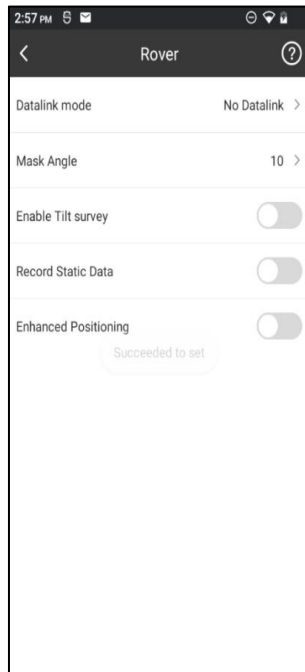 2:57 PM
Rover
Datalink mode No Datalink
Mask Angle 10
Enable Tilt survey
Record Static Data
Enhanced Positioning
Succeeded to set